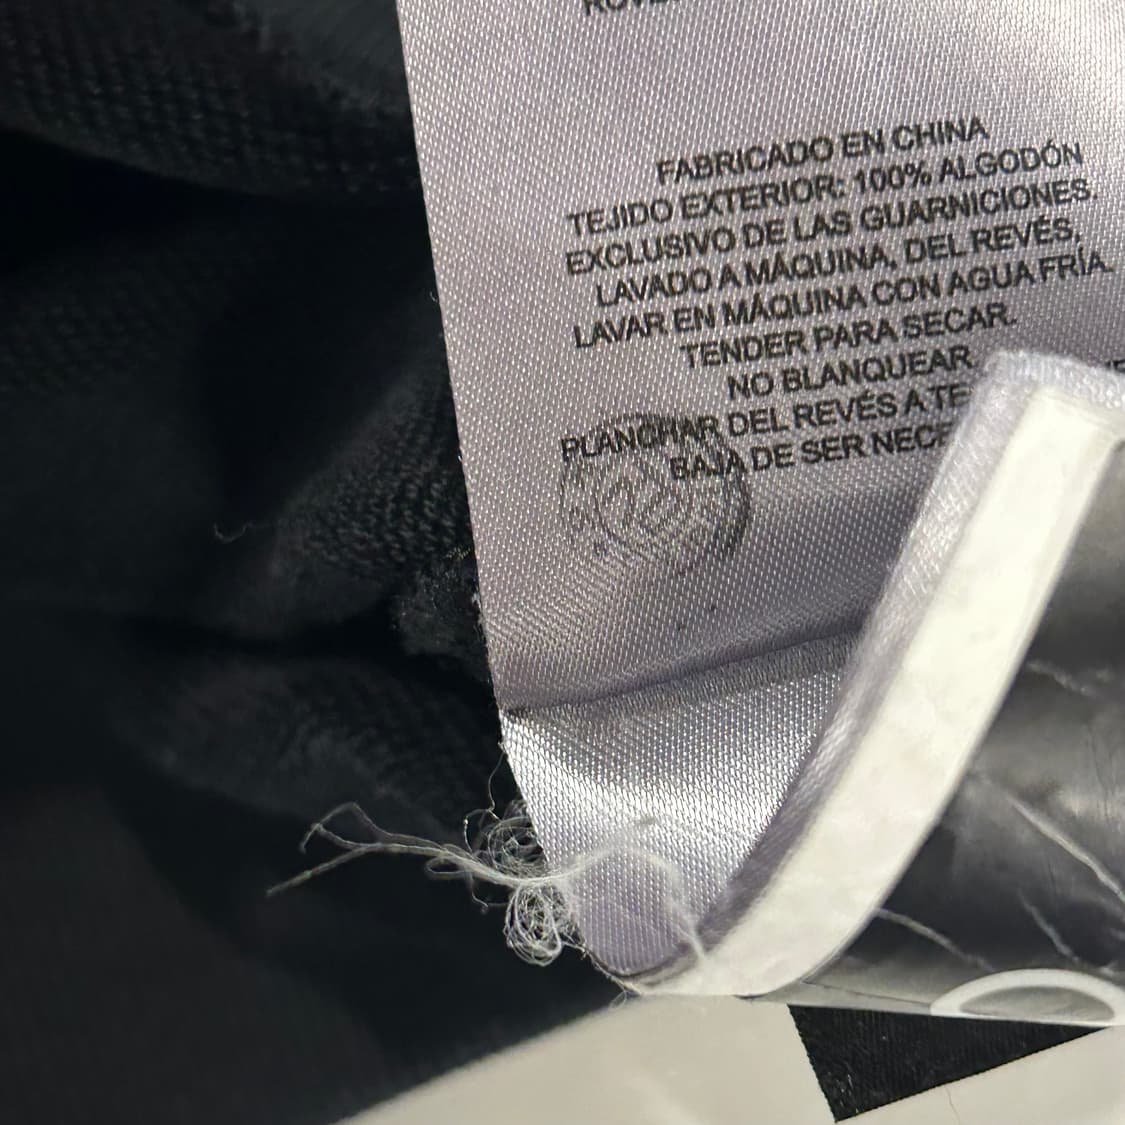 FABRICADO EN CHINA
TEJIDO EXTERIOR: 100% ALGODÓN
EXCLUSIVO DE LAS GUARNICIONES.
LAVADO A MÁQUINA, DEL REVÉS,
LAVAR EN MÁQUINA CON AGUA FRÍA.
TENDER PARA SECAR.
NO BLANQUEAR.
PLANCHAR DEL REVÉS A
BAJA DE SER